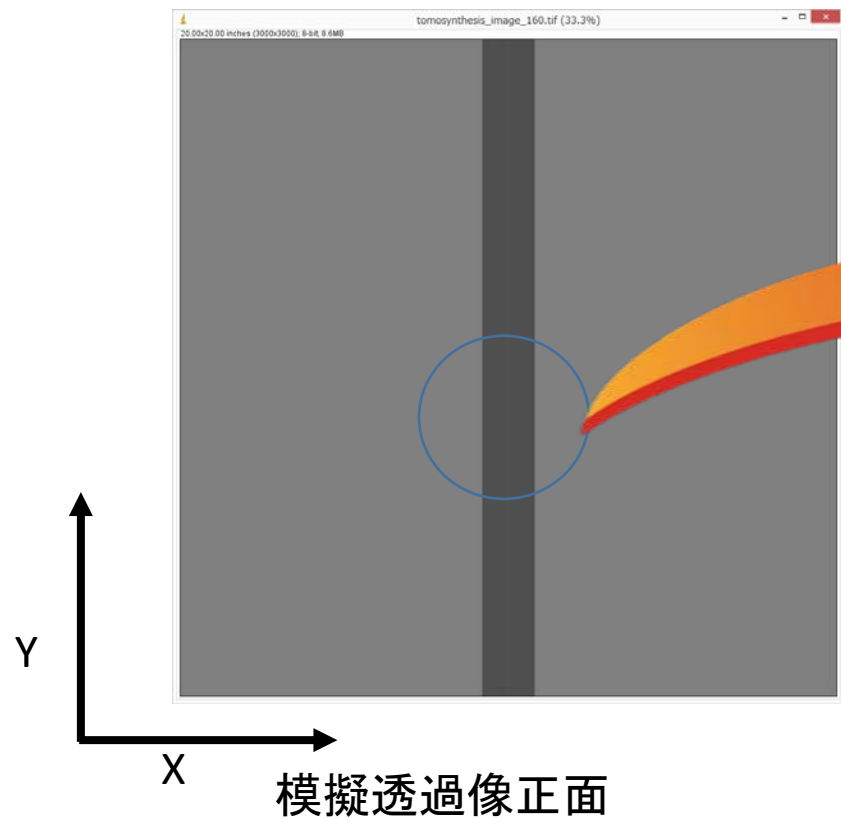 tomosynthesis_image_160.tif (33.3%)
20.00x20.00 inches (3000x3000); 8-bit; 8.6MB
Y
X
模擬透過像正面